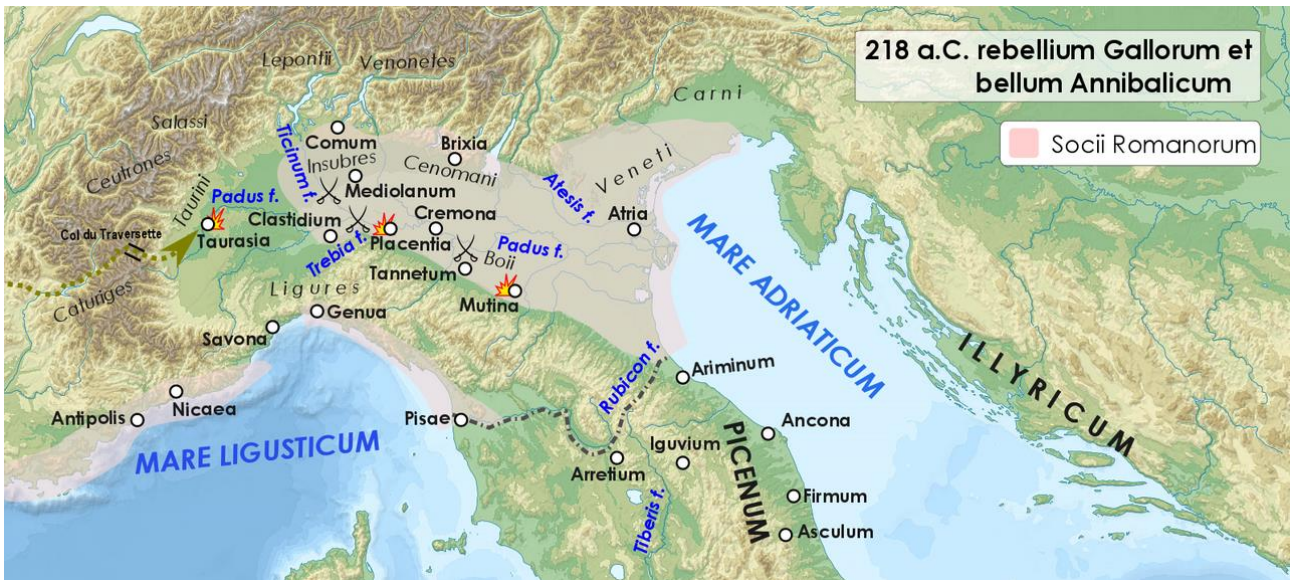 218 a.C. rebellium Gallorum et
bellum Annibalicum
Socii Romanorum
Lepontii
Venonetes
Carni
Salassi
Ticinum f.
Comum
Insubres
Brixia
Cenomani
Ceutrones
Mediolanum
Veneti
Taurini
Padus f.
Atesis f.
Clastidium
Cremona
Atria
Col du Traversette
Taurasia
Trebia f.
Placentia
Padus f.
Boii
Tannetum
MARE ADRIATICUM
Caturiges
Ligures
Mutina
Genua
Savona
ILLYRICUM
Rubicon f.
Ariminum
Nicaea
Antipolis
Pisae
Ancona
MARE LIGUSTICUM
PICENUM
Iguvium
Arretium
Firmum
Tiberis f.
Asculum